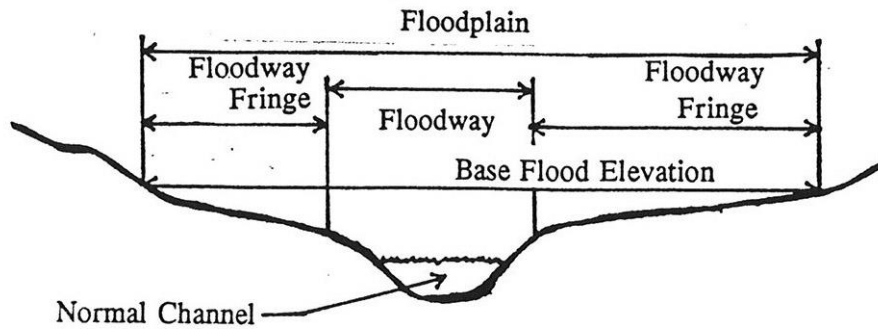 Floodplain
Floodway
Fringe
Floodway
Floodway
Fringe
Base Flood Elevation
Normal Channel